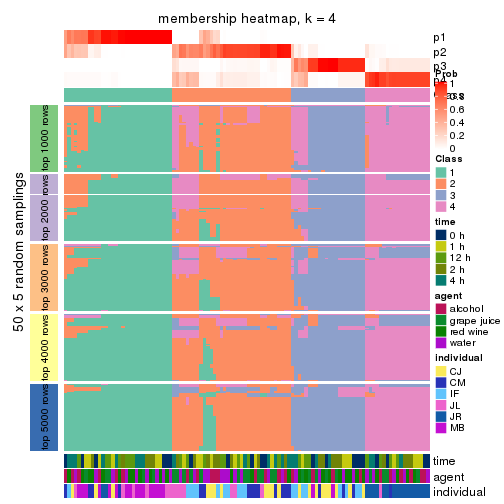 membership heatmap, k = 4
p1
p2
p3
p4
Prob
1
0.8
0.6
0.4
0.2
0
Class
1
2
3
4
time
0 h
1 h
12 h
2 h
4 h
agent
alcohol
grape juice
red wine
water
individual
CJ
CM
IF
JL
JR
MB
50 x 5 random samplings
top 1000 rows
top 2000 rows
top 3000 rows
top 4000 rows
top 5000 rows
time
agent
individual